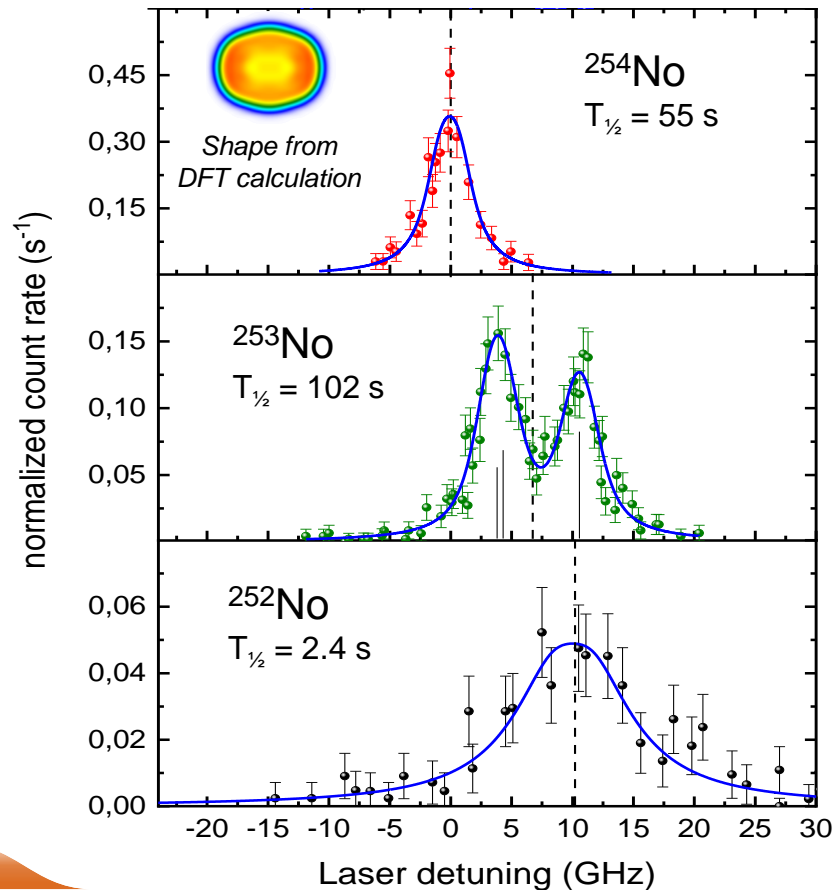 0,45
0,30
0,15
Shape from
DFT calculation
²⁵⁴No
T½ = 55 s
0,15
0,10
0,05
²⁵³No
T½ = 102 s
0,06
0,04
0,02
0,00
²⁵²No
T½ = 2.4 s
normalized count rate (s⁻¹)
-20 -15 -10 -5 0 5 10 15 20 25 30
Laser detuning (GHz)